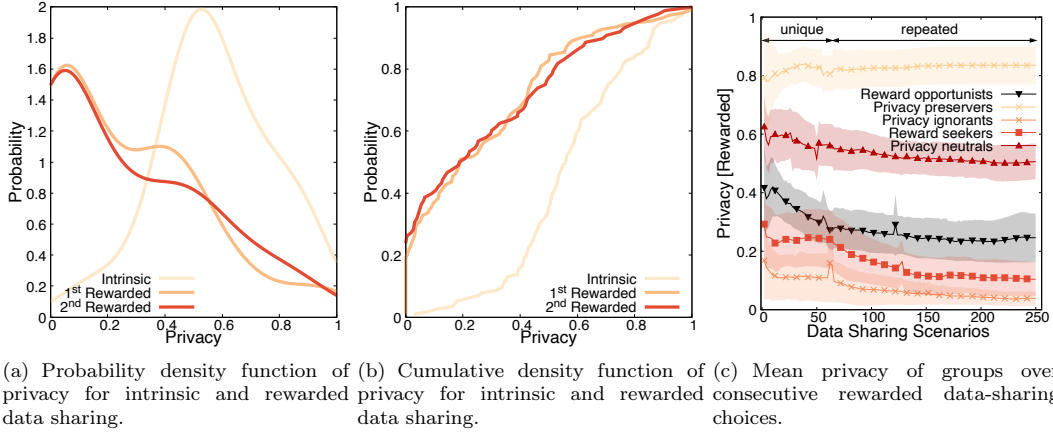 2
1.8
1.6
1.4
1.2
1
0.8
0.6
0.4
0.2
0
0 0.2 0.4 0.6 0.8 1
Probability
Privacy
Intrinsic
1st Rewarded
2nd Rewarded
1
0.8
0.6
0.4
0.2
0
0 0.2 0.4 0.6 0.8 1
Probability
Privacy
Intrinsic
1st Rewarded
2nd Rewarded
1
0.8
0.6
0.4
0.2
0
0 50 100 150 200 250
Privacy [Rewarded]
Data Sharing Scenarios
unique
repeated
Reward opportunists
Privacy preservers
Privacy ignorants
Reward seekers
Privacy neutrals
(a) Probability density function of
privacy for intrinsic and rewarded
data sharing.
(b) Cumulative density function of
privacy for intrinsic and rewarded
data sharing.
(c) Mean privacy of groups over
consecutive rewarded data-sharing
choices.